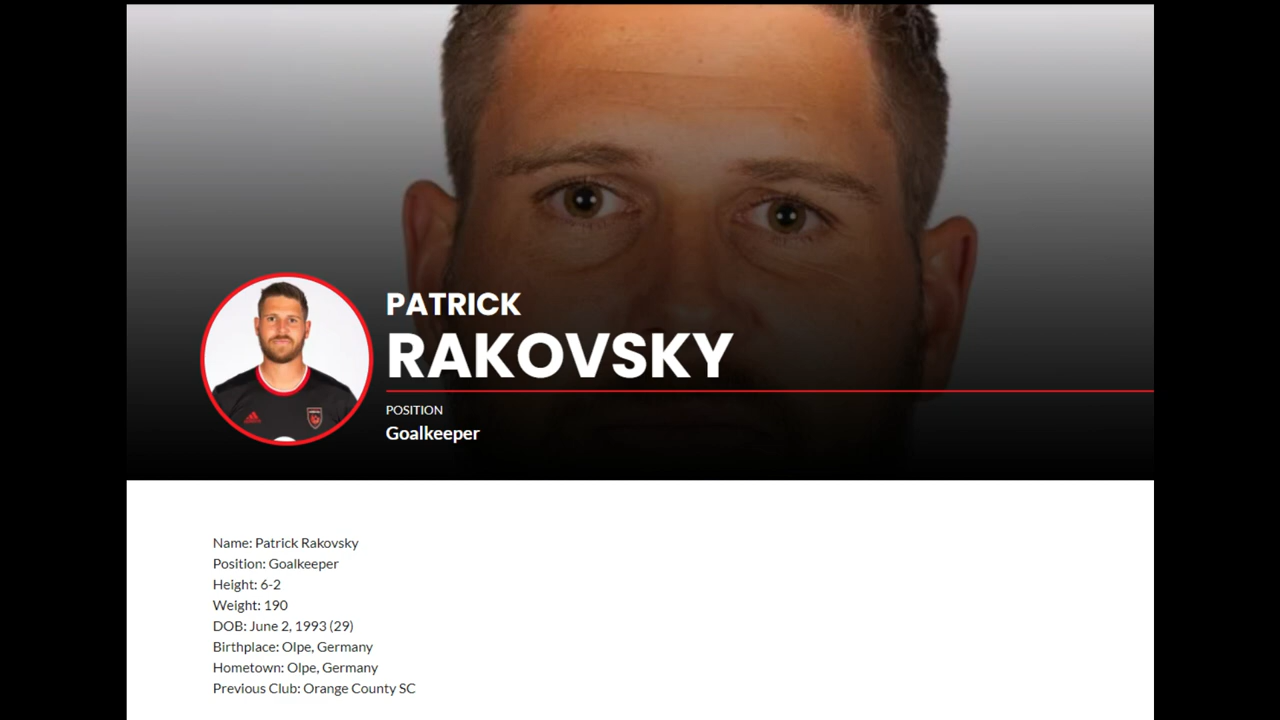 PATRICK
RAKOVSKY
POSITION
Goalkeeper
Name: Patrick Rakovsky
Position: Goalkeeper
Height: 6-2
Weight: 190
DOB: June 2, 1993 (29)
Birthplace: Olpe, Germany
Hometown: Olpe, Germany
Previous Club: Orange County SC